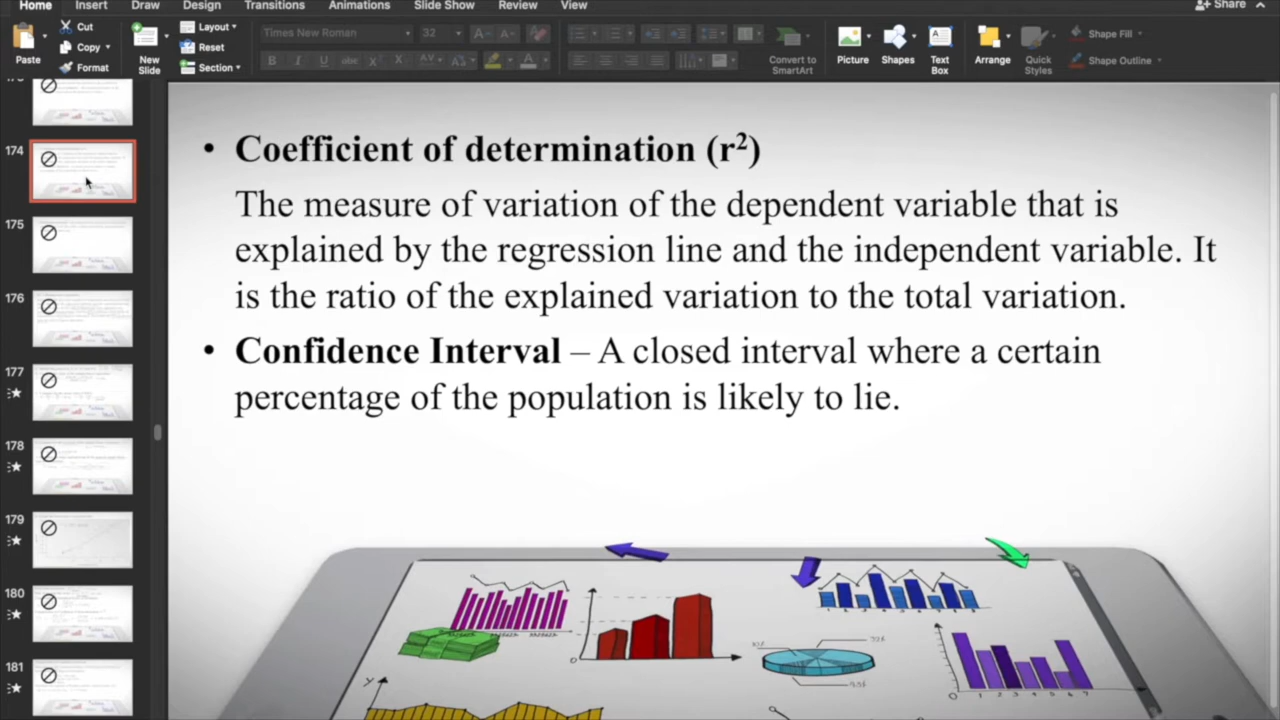 Home Insert Draw Design Transitions Animations Slide Show Review View Share
Cut
Copy
Format
Paste
New Slide
Layout
Reset
Section
Times New Roman
32
Convert to SmartArt
Picture
Shapes
Text Box
Arrange
Quick Styles
Shape Fill
Shape Outline
174
175
176
177
178
179
180
181
• Coefficient of determination (r²)
The measure of variation of the dependent variable that is
explained by the regression line and the independent variable. It
is the ratio of the explained variation to the total variation.
• Confidence Interval – A closed interval where a certain
percentage of the population is likely to lie.